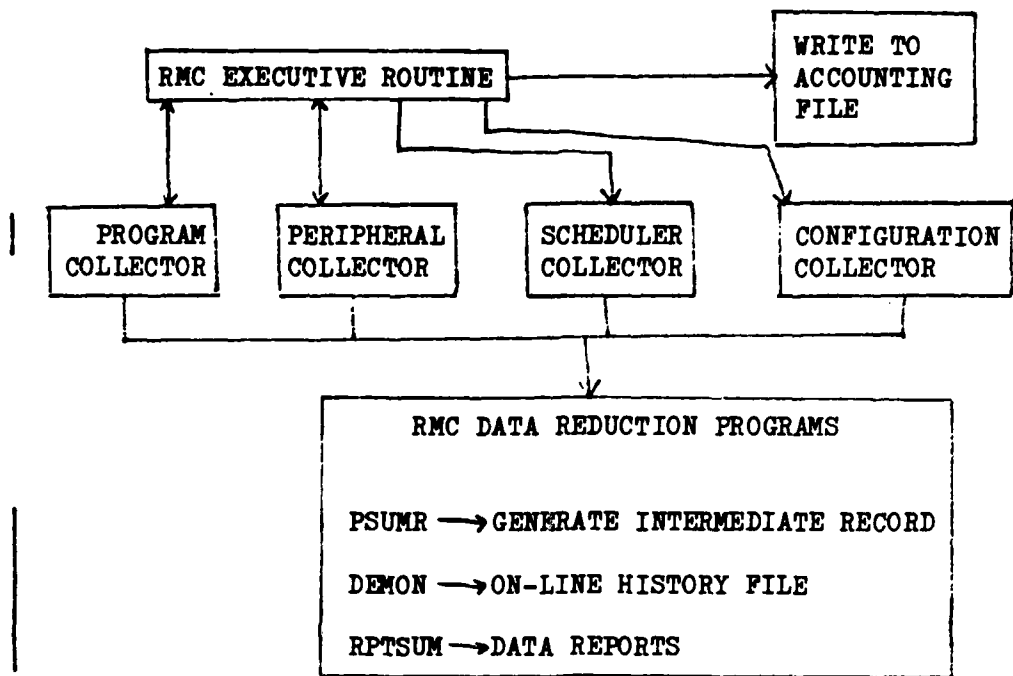 RMC EXECUTIVE ROUTINE
WRITE TO
ACCOUNTING
FILE
PROGRAM
COLLECTOR
PERIPHERAL
COLLECTOR
SCHEDULER
COLLECTOR
CONFIGURATION
COLLECTOR
RMC DATA REDUCTION PROGRAMS
PSUMR → GENERATE INTERMEDIATE RECORD
DEMON → ON-LINE HISTORY FILE
RPTSUM → DATA REPORTS